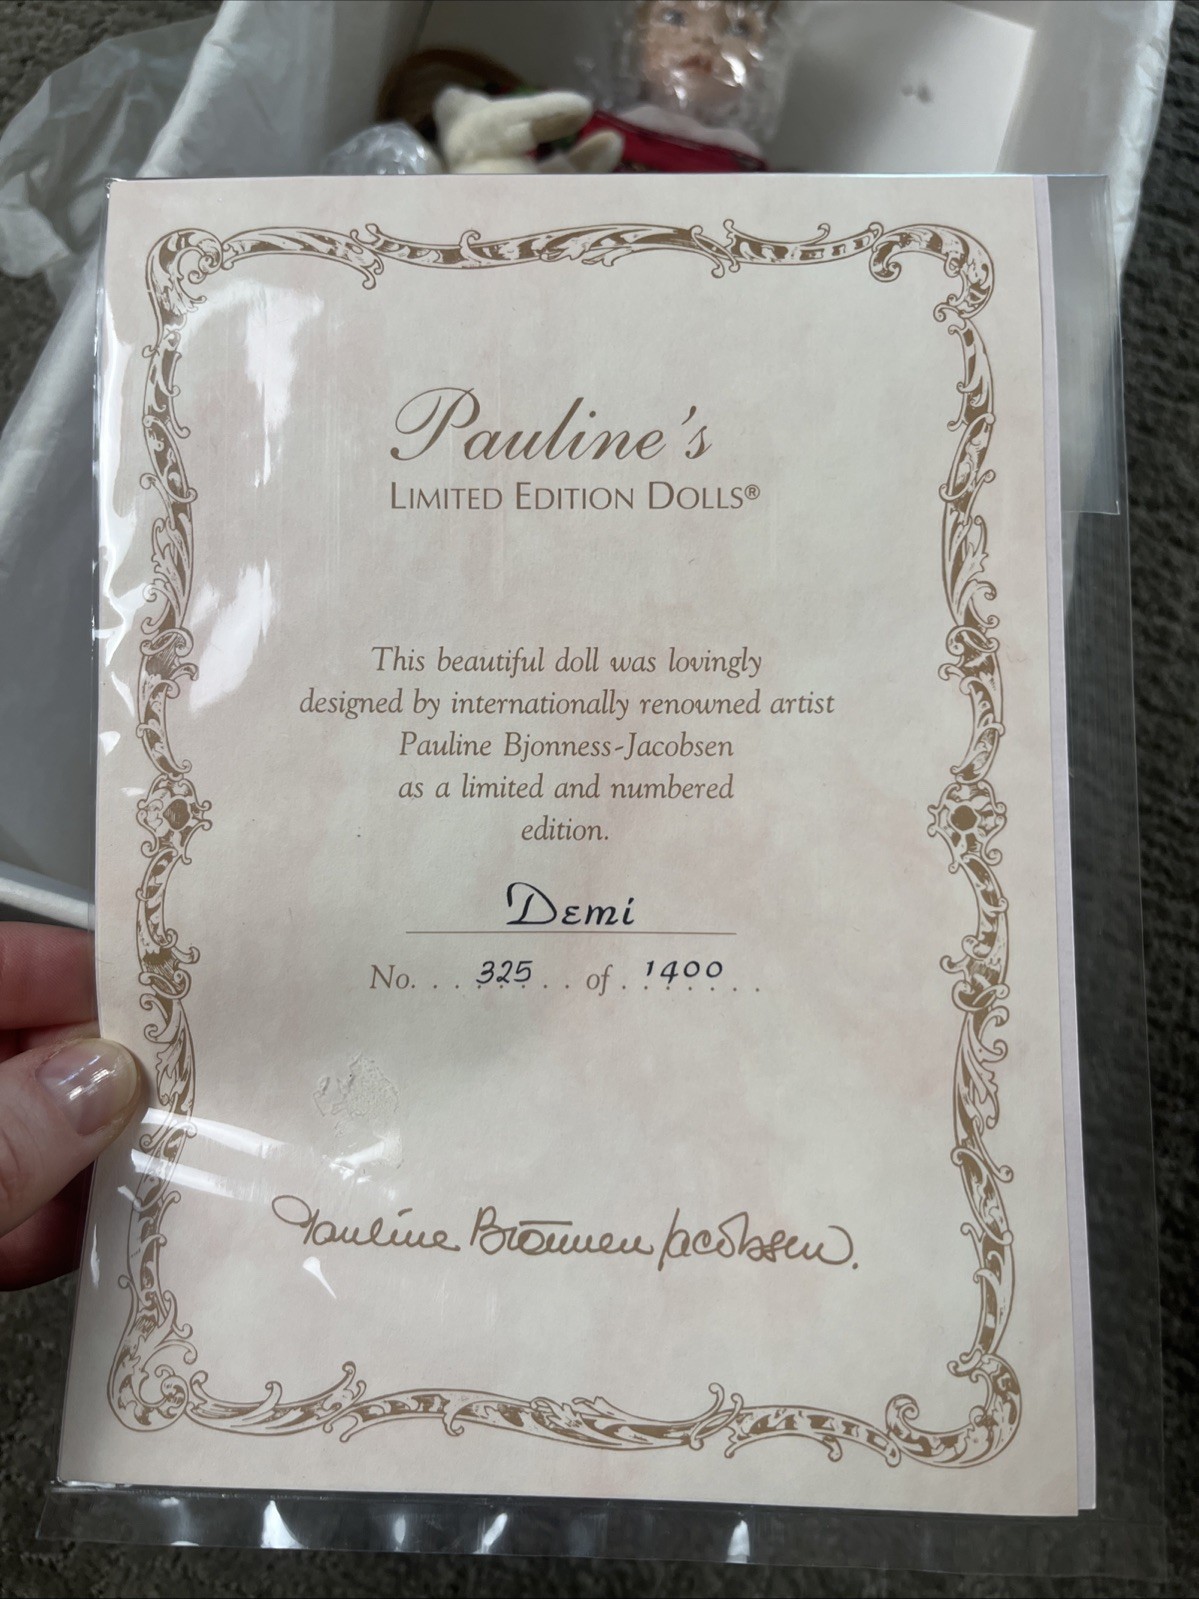 Pauline's
LIMITED EDITION DOLLS®
This beautiful doll was lovingly
designed by internationally renowned artist
Pauline Bjonness-Jacobsen
as a limited and numbered
edition.
Demi
No. . . . 325 . . . of . 1400 . . .
Pauline Bjonness Jacobsen.